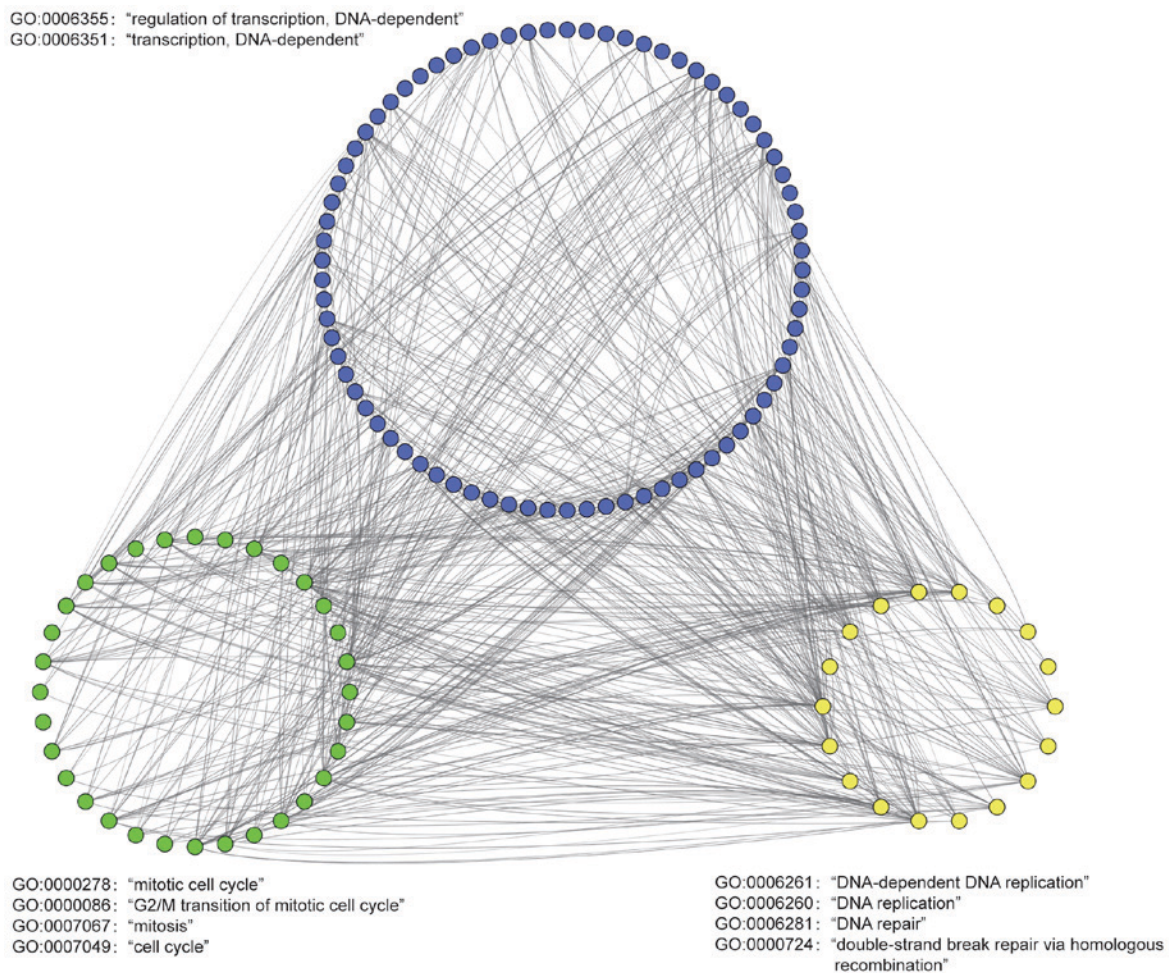 GO:0006355: “regulation of transcription, DNA-dependent”
GO:0006351: “transcription, DNA-dependent”
GO:0000278: “mitotic cell cycle”
GO:0000086: “G2/M transition of mitotic cell cycle”
GO:0007067: “mitosis”
GO:0007049: “cell cycle”
GO:0006261: “DNA-dependent DNA replication”
GO:0006260: “DNA replication”
GO:0006281: “DNA repair”
GO:0000724: “double-strand break repair via homologous
recombination”